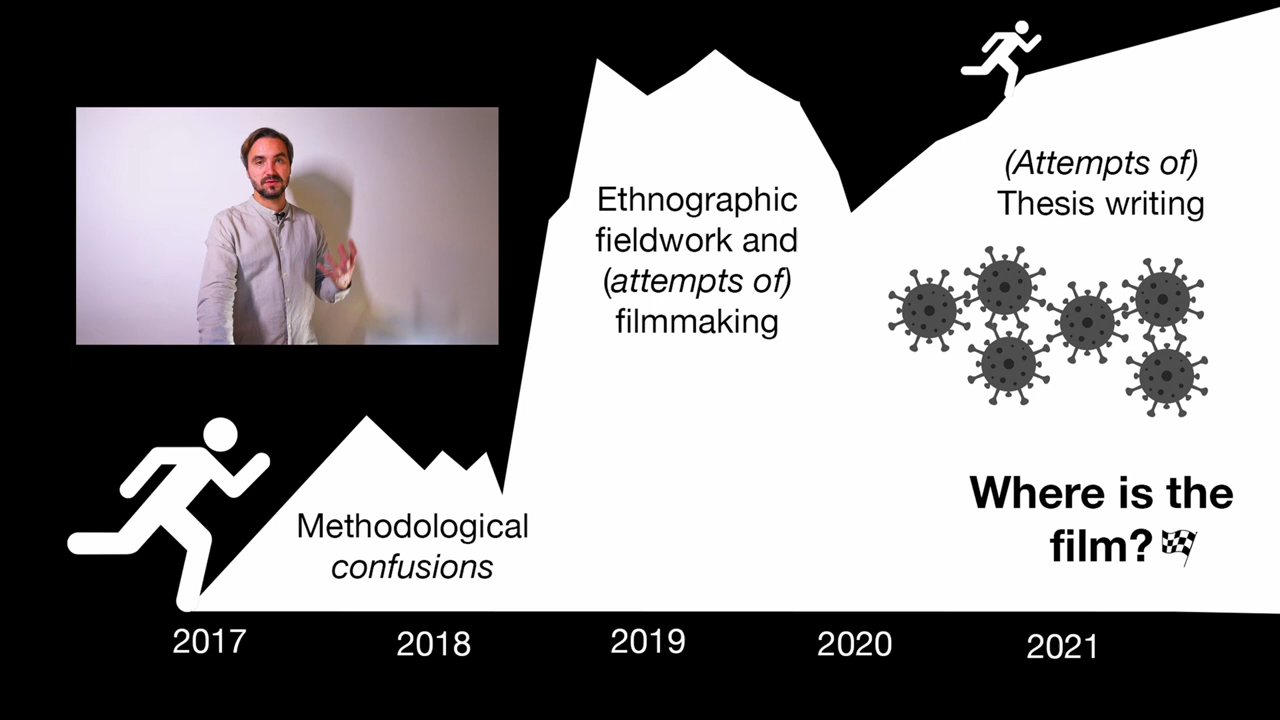 Methodological
confusions
Ethnographic
fieldwork and
(attempts of)
filmmaking
(Attempts of)
Thesis writing
Where is the
film?
2017
2018
2019
2020
2021